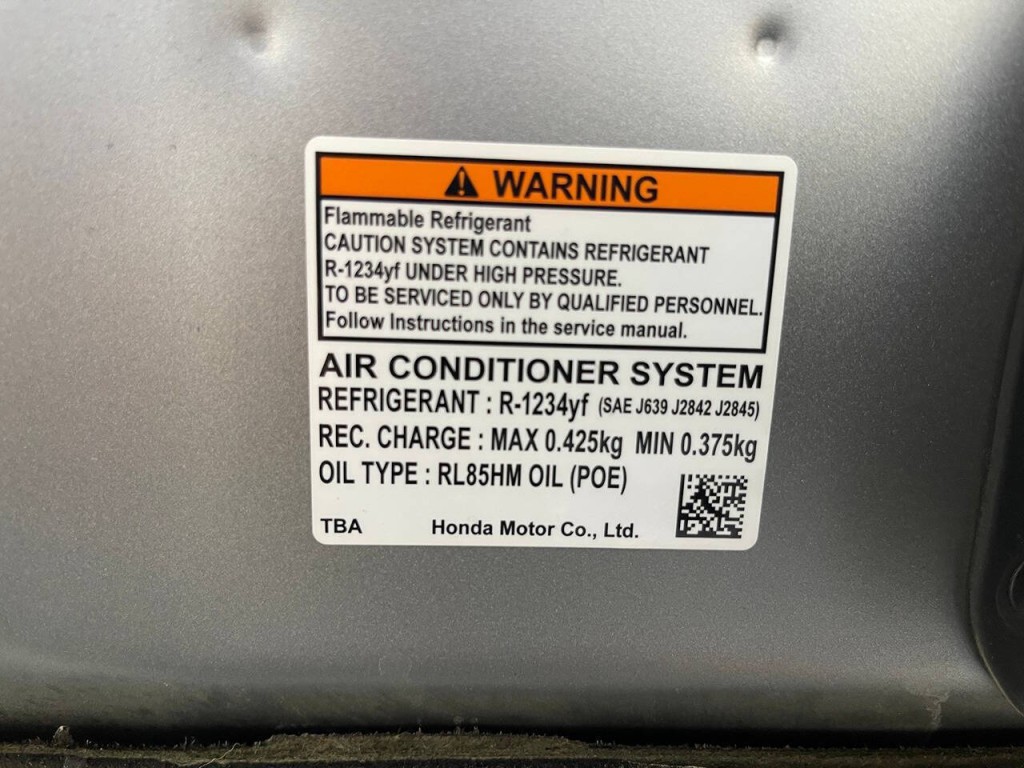 WARNING
Flammable Refrigerant
CAUTION SYSTEM CONTAINS REFRIGERANT
R-1234yf UNDER HIGH PRESSURE.
TO BE SERVICED ONLY BY QUALIFIED PERSONNEL.
Follow Instructions in the service manual.
AIR CONDITIONER SYSTEM
REFRIGERANT : R-1234yf (SAE J639 J2842 J2845)
REC. CHARGE : MAX 0.425kg MIN 0.375kg
OIL TYPE : RL85HM OIL (POE)
TBA Honda Motor Co., Ltd.